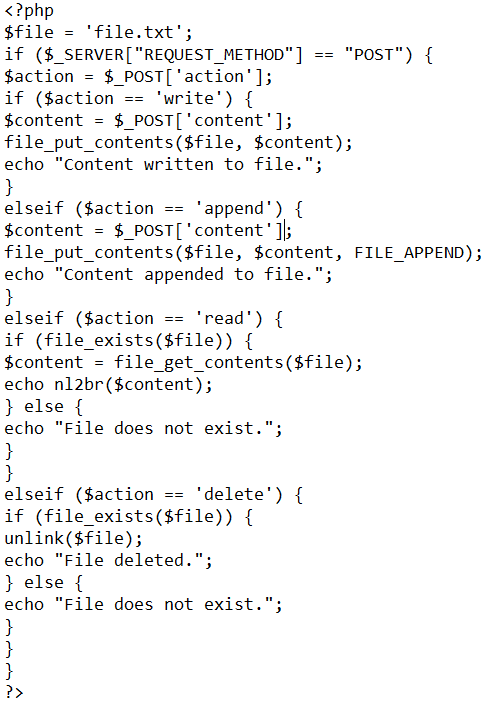 <?php
$file = 'file.txt';
if ($_SERVER["REQUEST_METHOD"] == "POST") {
$action = $_POST['action'];
if ($action == 'write') {
$content = $_POST['content'];
file_put_contents($file, $content);
echo "Content written to file.";
}
elseif ($action == 'append') {
$content = $_POST['content'];
file_put_contents($file, $content, FILE_APPEND);
echo "Content appended to file.";
}
elseif ($action == 'read') {
if (file_exists($file)) {
$content = file_get_contents($file);
echo nl2br($content);
} else {
echo "File does not exist.";
}
}
elseif ($action == 'delete') {
if (file_exists($file)) {
unlink($file);
echo "File deleted.";
} else {
echo "File does not exist.";
}
}
}
?>